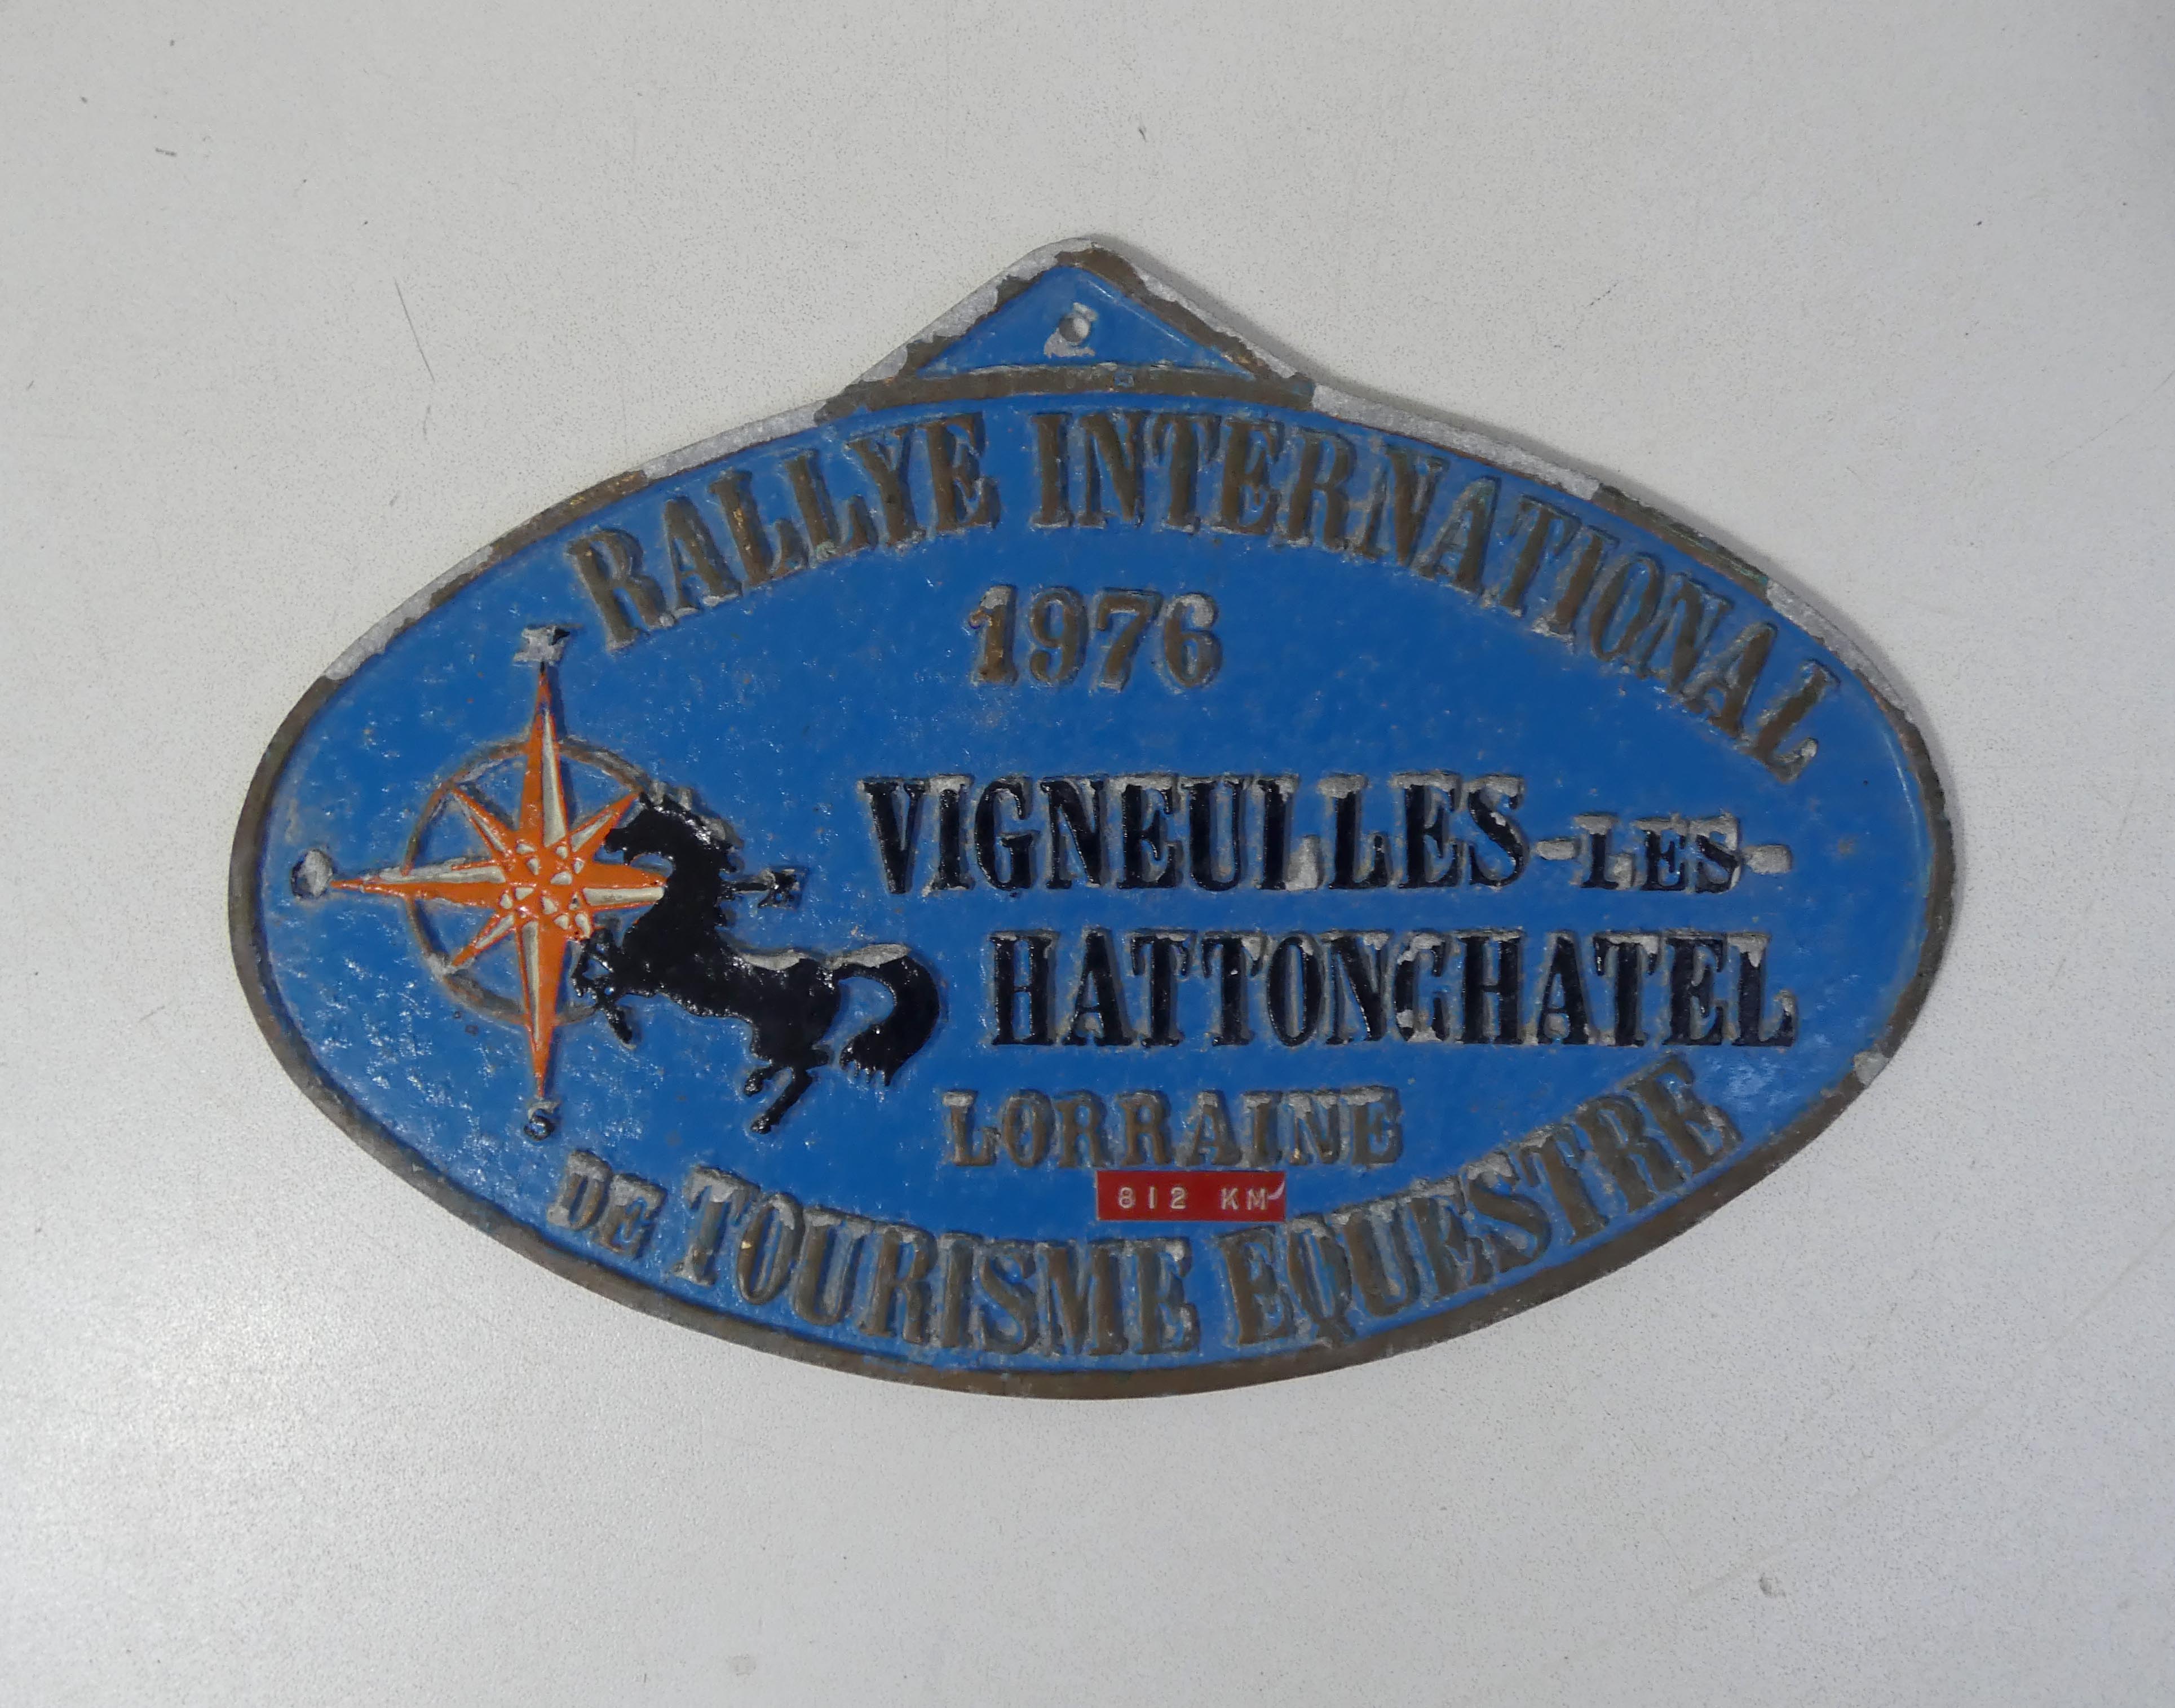 RALLYE INTERNATIONAL
1976
N
O
E
S
VIGNEULLES-LES-
HATTONCHATEL
LORRAINE
812 KM
DE TOURISME EQUESTRE